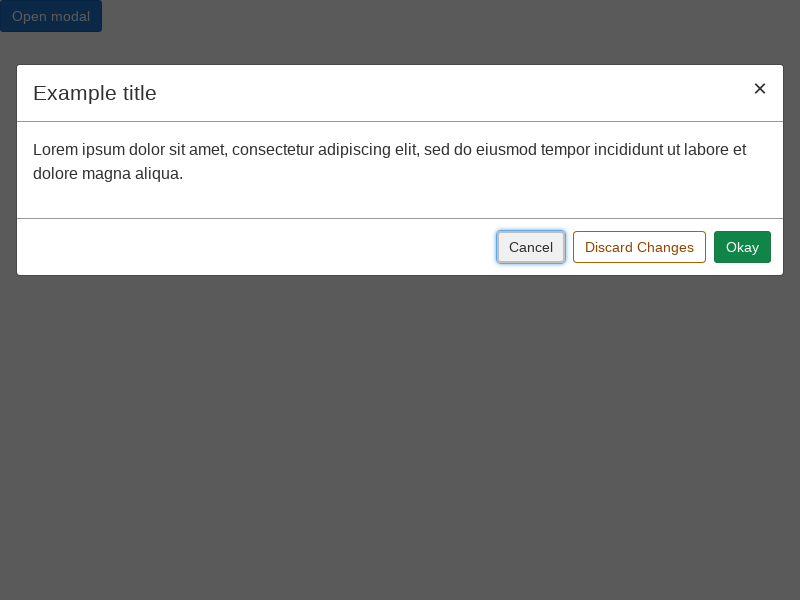 Open modal
Example title
×
Lorem ipsum dolor sit amet, consectetur adipiscing elit, sed do eiusmod tempor incididunt ut labore et
dolore magna aliqua.
Cancel Discard Changes Okay